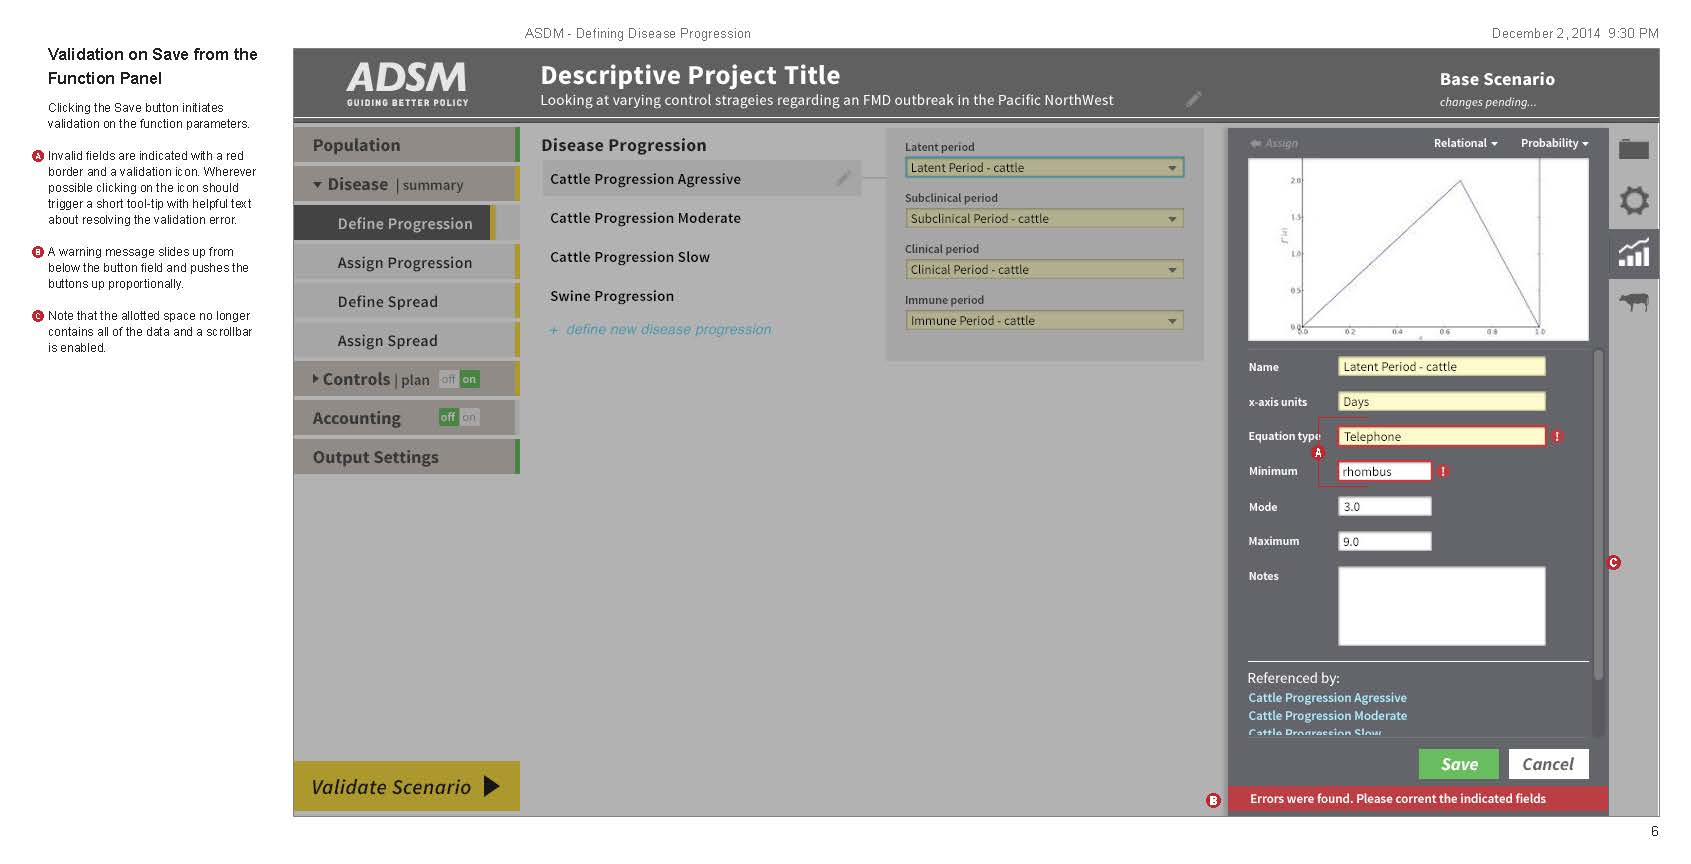 ASDM - Defining Disease Progression
December 2, 2014 9:30 PM
Validation on Save from the
Function Panel
Clicking the Save button initiates
validation on the function parameters.
A Invalid fields are indicated with a red
border and a validation icon. Wherever
possible clicking on the icon should
trigger a short tool-tip with helpful text
about resolving the validation error.
B A warning message slides up from
below the button field and pushes the
buttons up proportionally.
C Note that the allotted space no longer
contains all of the data and a scrollbar
is enabled.
ADSM
GUIDING BETTER POLICY
Descriptive Project Title
Looking at varying control strageies regarding an FMD outbreak in the Pacific NorthWest
Base Scenario
changes pending...
Population
Disease | summary
Define Progression
Assign Progression
Define Spread
Assign Spread
Controls | plan off on
Accounting off on
Output Settings
Validate Scenario
Disease Progression
Cattle Progression Agressive
Cattle Progression Moderate
Cattle Progression Slow
Swine Progression
+ define new disease progression
Latent period
Latent Period - cattle
Subclinical period
Subclinical Period - cattle
Clinical period
Clinical Period - cattle
Immune period
Immune Period - cattle
Assign
Relational
Probability
2.0
1.5
1.0
0.5
0.0
0.0 0.2 0.4 0.6 0.8 1.0
Name Latent Period - cattle
x-axis units Days
Equation type Telephone !
A
Minimum rhombus !
Mode 3.0
Maximum 9.0
C
Notes
Referenced by:
Cattle Progression Agressive
Cattle Progression Moderate
Cattle Progression Slow
Save Cancel
B Errors were found. Please corrent the indicated fields
6